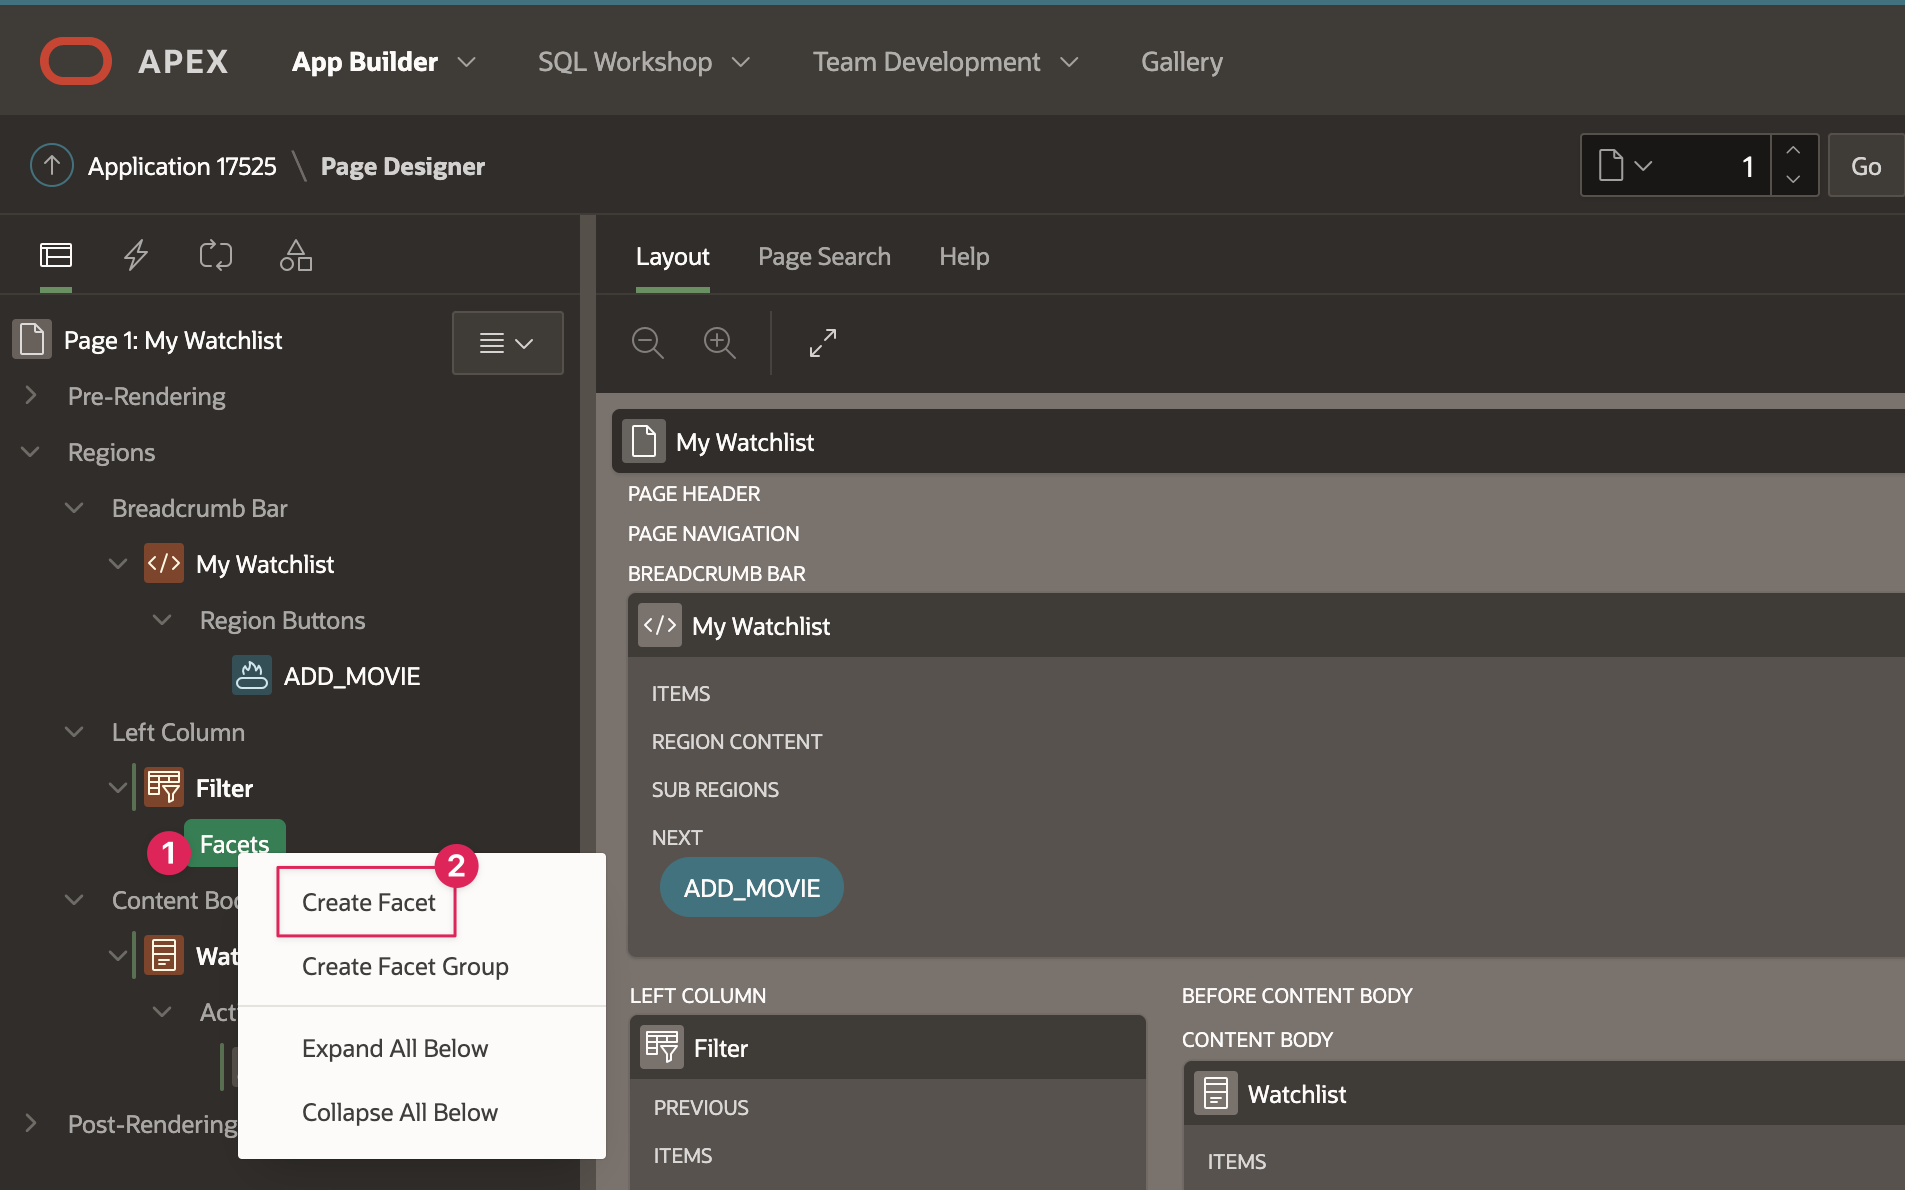 APEX App Builder SQL Workshop Team Development Gallery
Application 17525 \ Page Designer 1 Go
Layout Page Search Help
Page 1: My Watchlist
Pre-Rendering
Regions
Breadcrumb Bar
</> My Watchlist
Region Buttons
ADD_MOVIE
Left Column
Filter
1 Facets
Content Bo
Wat
Act
Post-Rendering
2
Create Facet
Create Facet Group
Expand All Below
Collapse All Below
My Watchlist
PAGE HEADER
PAGE NAVIGATION
BREADCRUMB BAR
</> My Watchlist
ITEMS
REGION CONTENT
SUB REGIONS
NEXT
ADD_MOVIE
LEFT COLUMN
Filter
PREVIOUS
ITEMS
BEFORE CONTENT BODY
CONTENT BODY
Watchlist
ITEMS